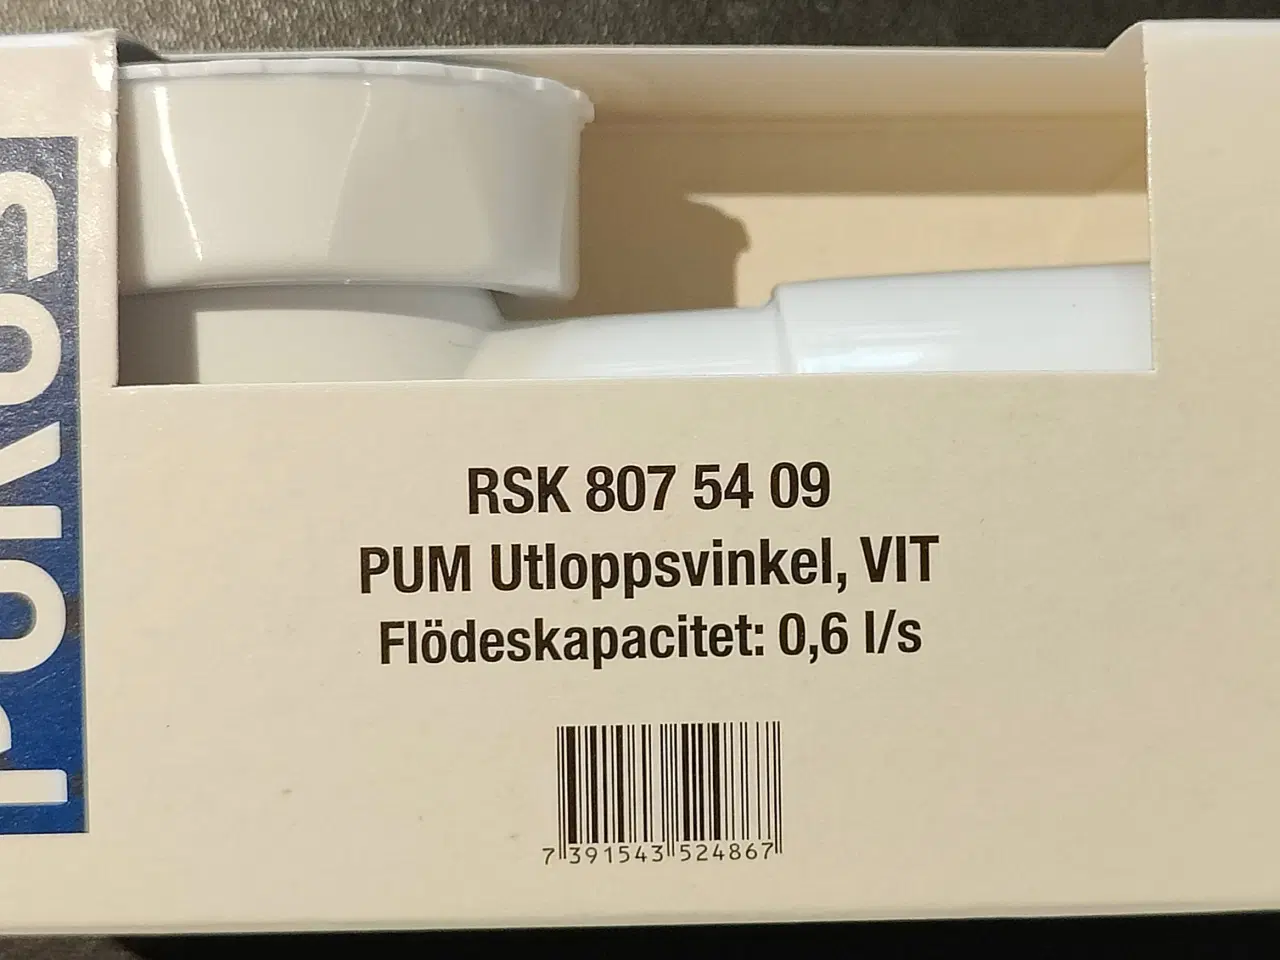 RSK 807 54 09
PUM Utloppsvinkel, VIT
Flödeskapacitet: 0,6 l/s
7 391543 524867